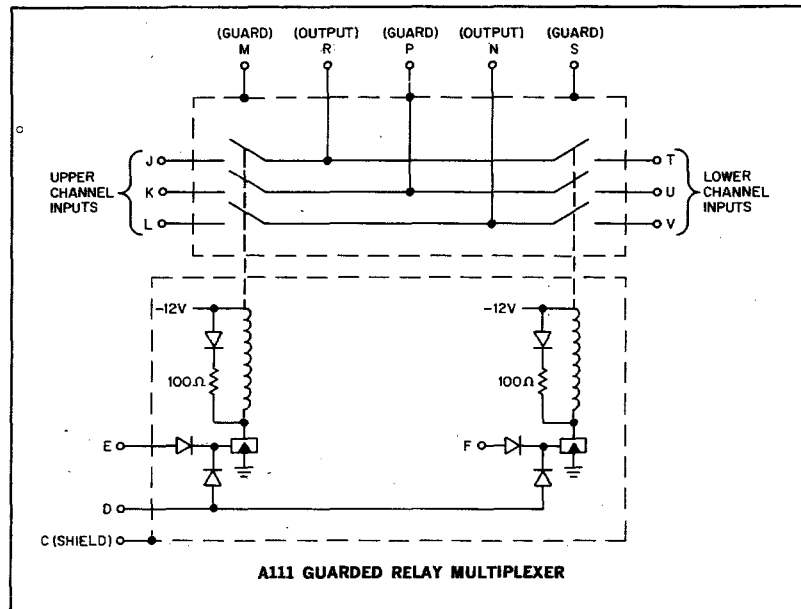 (GUARD) (OUTPUT) (GUARD) (OUTPUT) (GUARD)
M R P N S
UPPER
CHANNEL
INPUTS
J
K
L
T
U
V
LOWER
CHANNEL
INPUTS
-12V
-12V
100Ω
100Ω
E
F
D
C (SHIELD)
A111 GUARDED RELAY MULTIPLEXER